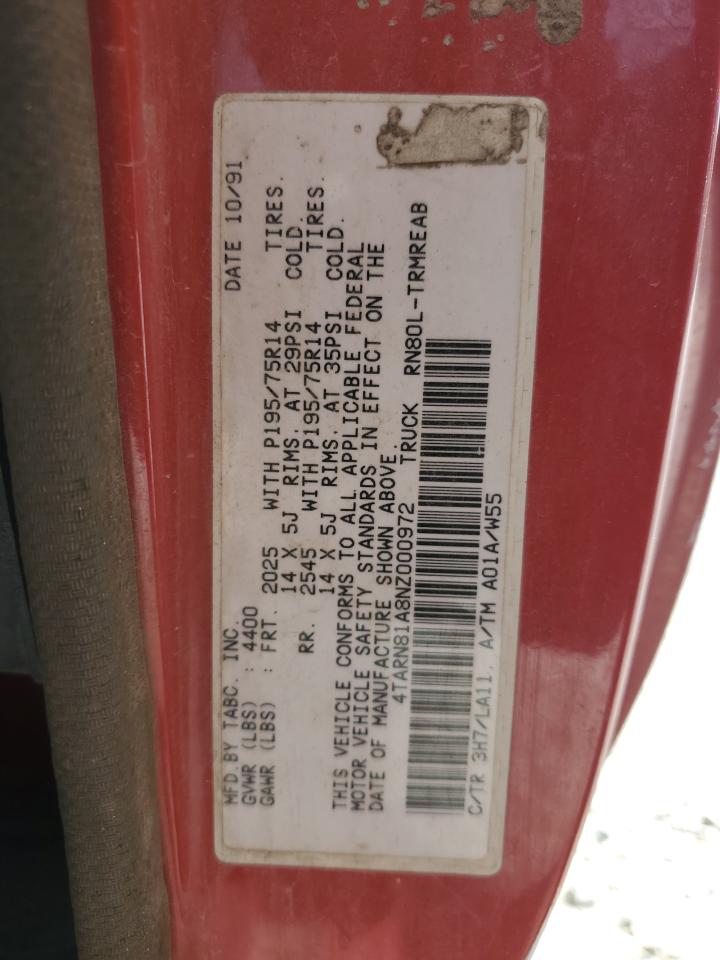 MFD.BY TABC. INC. DATE 10/91
GVWR (LBS) : 4400
GAWR (LBS) : FRT. 2025 WITH P195/75R14 TIRES.
14 X 5J RIMS. AT 29PSI COLD.
RR. 2545 WITH P195/75R14 TIRES.
14 X 5J RIMS. AT 35PSI COLD.
THIS VEHICLE CONFORMS TO ALL APPLICABLE FEDERAL
MOTOR VEHICLE SAFETY STANDARDS IN EFFECT ON THE
DATE OF MANUFACTURE SHOWN ABOVE.
4TARN81A8NZ000972 TRUCK RN80L-TRMREAB
C/TR 3H7/LA11. A/TM A01A/W55